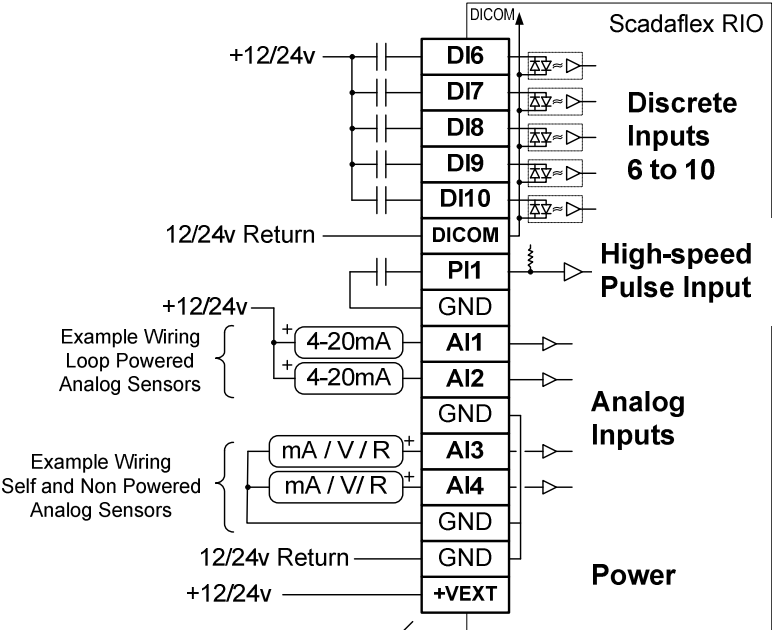 DICOM
Scadaflex RIO
+12/24v
DI6
DI7
DI8
DI9
DI10
Discrete
Inputs
6 to 10
12/24v Return
DICOM
PI1
High-speed
Pulse Input
GND
+12/24v
Example Wiring
Loop Powered
Analog Sensors
+
4-20mA
AI1
+
4-20mA
AI2
GND
Analog
Inputs
Example Wiring
Self and Non Powered
Analog Sensors
mA / V / R
+
AI3
mA / V/ R
+
AI4
GND
12/24v Return
GND
Power
+12/24v
+VEXT